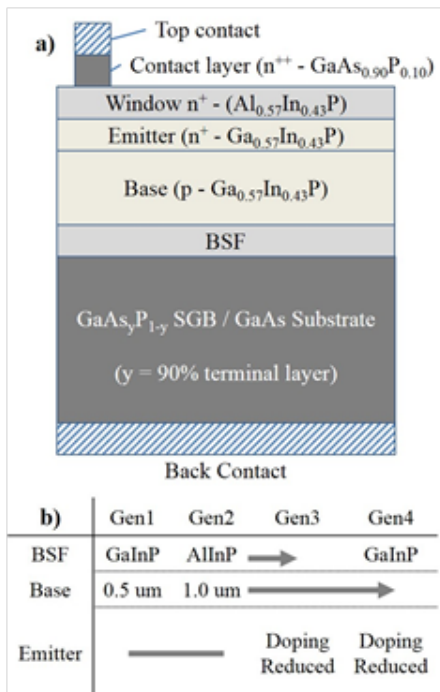 a)
Top contact
Contact layer (n++ - GaAs0.90P0.10)
Window n+ - (Al0.57In0.43P)
Emitter (n+ - Ga0.57In0.43P)
Base (p - Ga0.57In0.43P)
BSF
GaAsyP1-y SGB / GaAs Substrate
(y = 90% terminal layer)
Back Contact
b) Gen1 Gen2 Gen3 Gen4
BSF GaInP AlInP GaInP
Base 0.5 um 1.0 um
Emitter Doping Reduced Doping Reduced